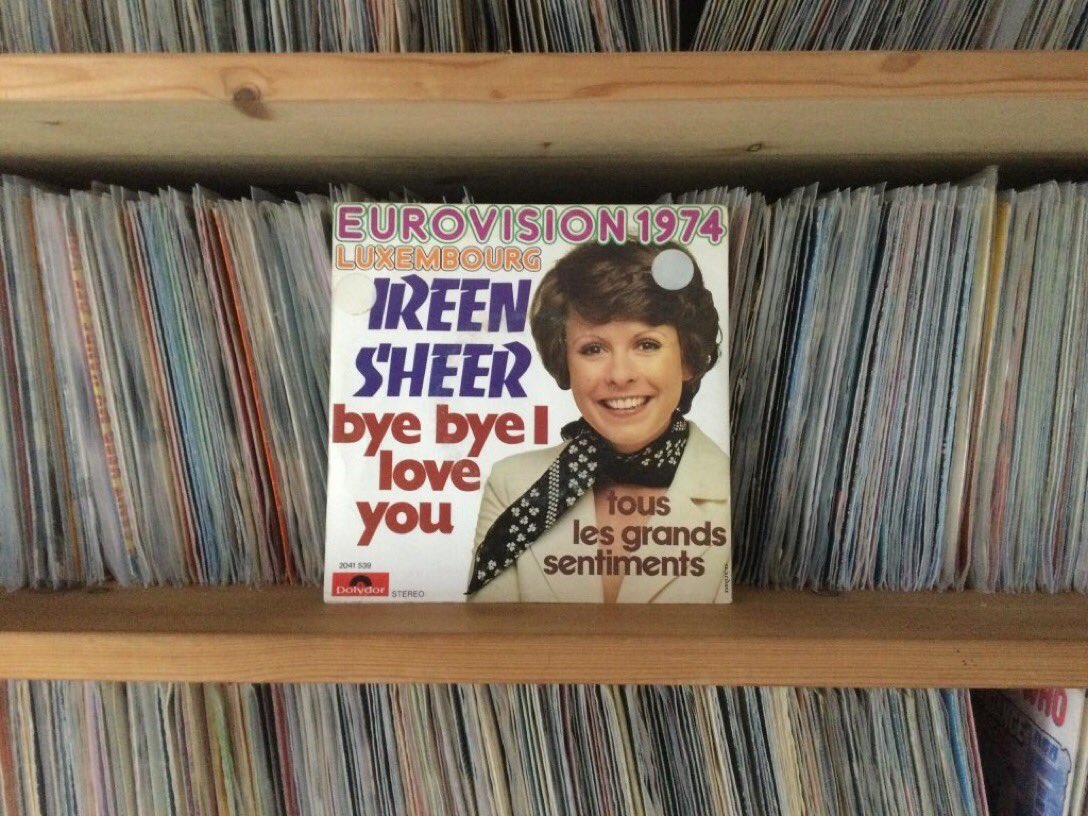 EUROVISION 1974
LUXEMBOURG
IREEN
SHEER
bye bye I
love
you
tous
les grands
sentiments
2041 539
Polydor
STEREO